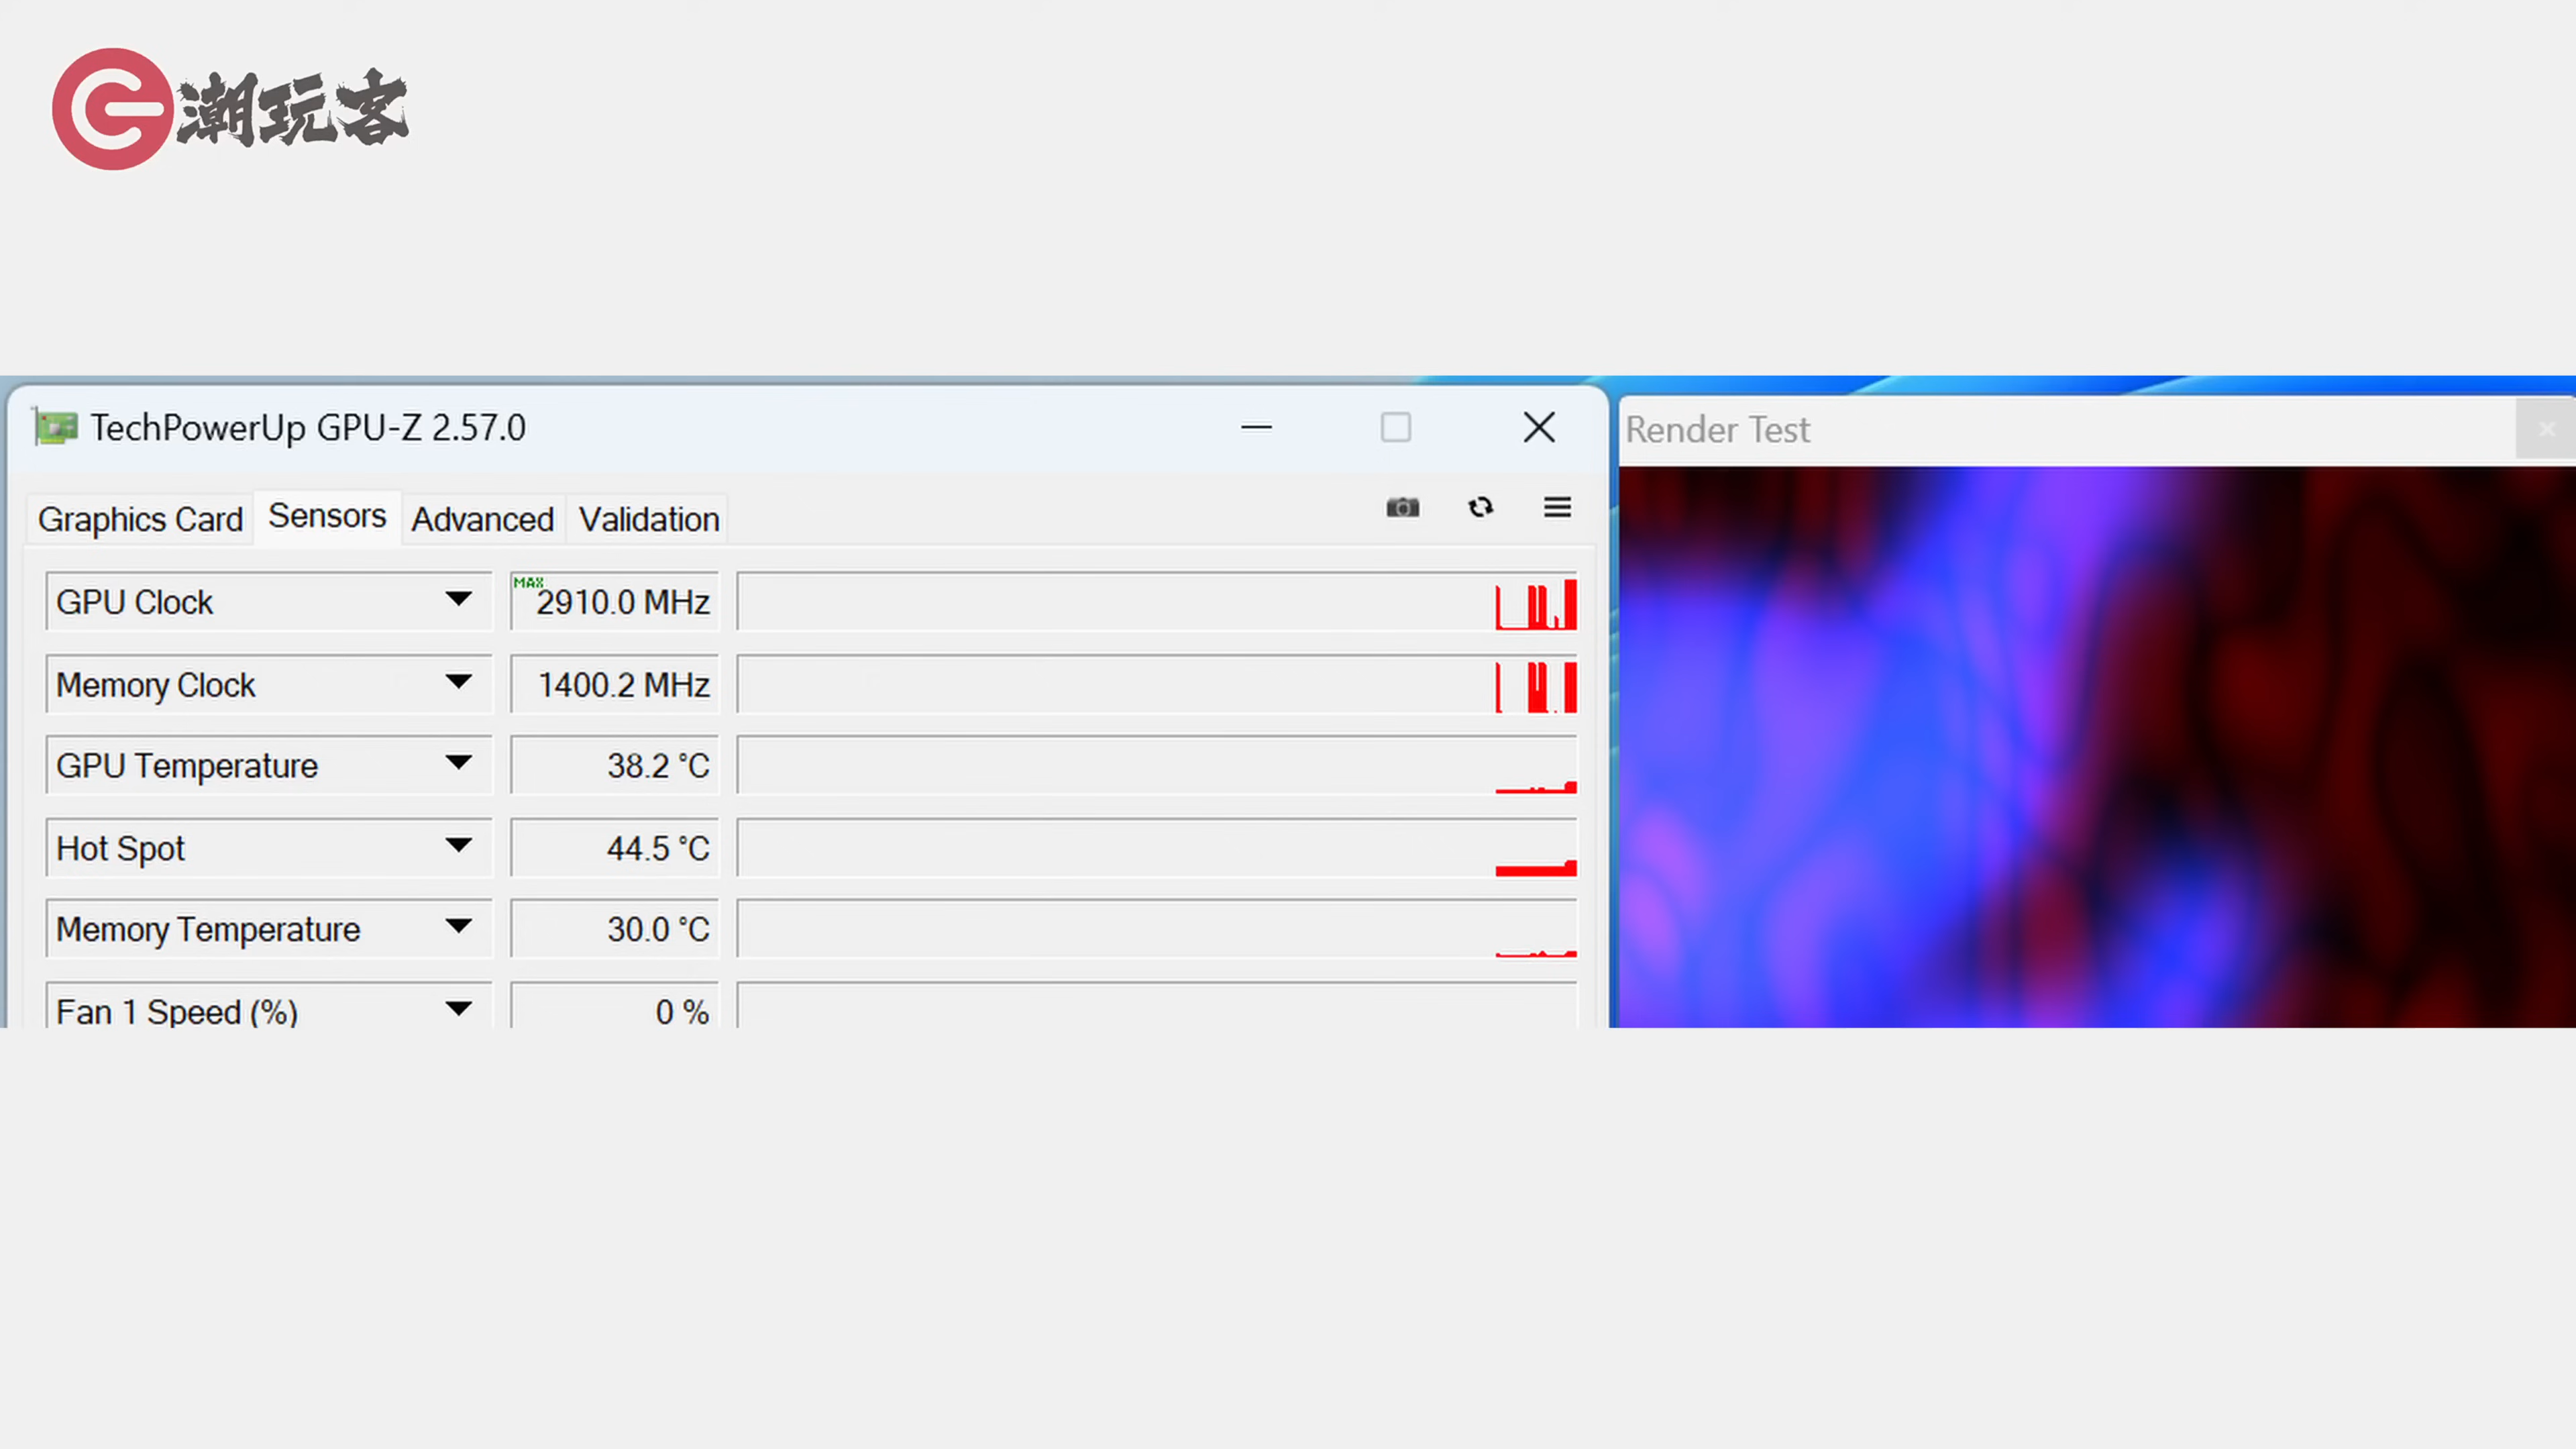 潮玩客
TechPowerUp GPU-Z 2.57.0
Render Test
Graphics Card Sensors Advanced Validation
GPU Clock MAX 2910.0 MHz
Memory Clock 1400.2 MHz
GPU Temperature 38.2 °C
Hot Spot 44.5 °C
Memory Temperature 30.0 °C
Fan 1 Speed (%) 0 %